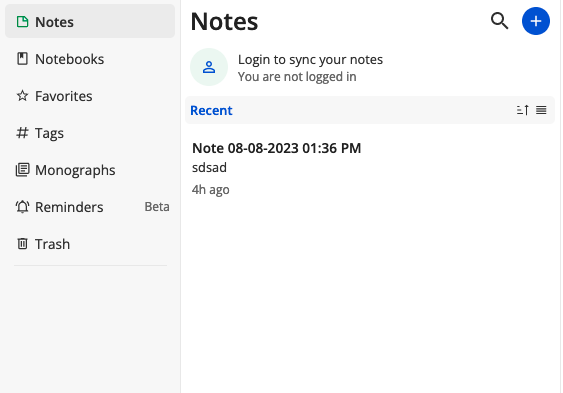 Notes
Notebooks
Favorites
Tags
Monographs
Reminders Beta
Trash
Notes
Login to sync your notes
You are not logged in
Recent
Note 08-08-2023 01:36 PM
sdsad
4h ago